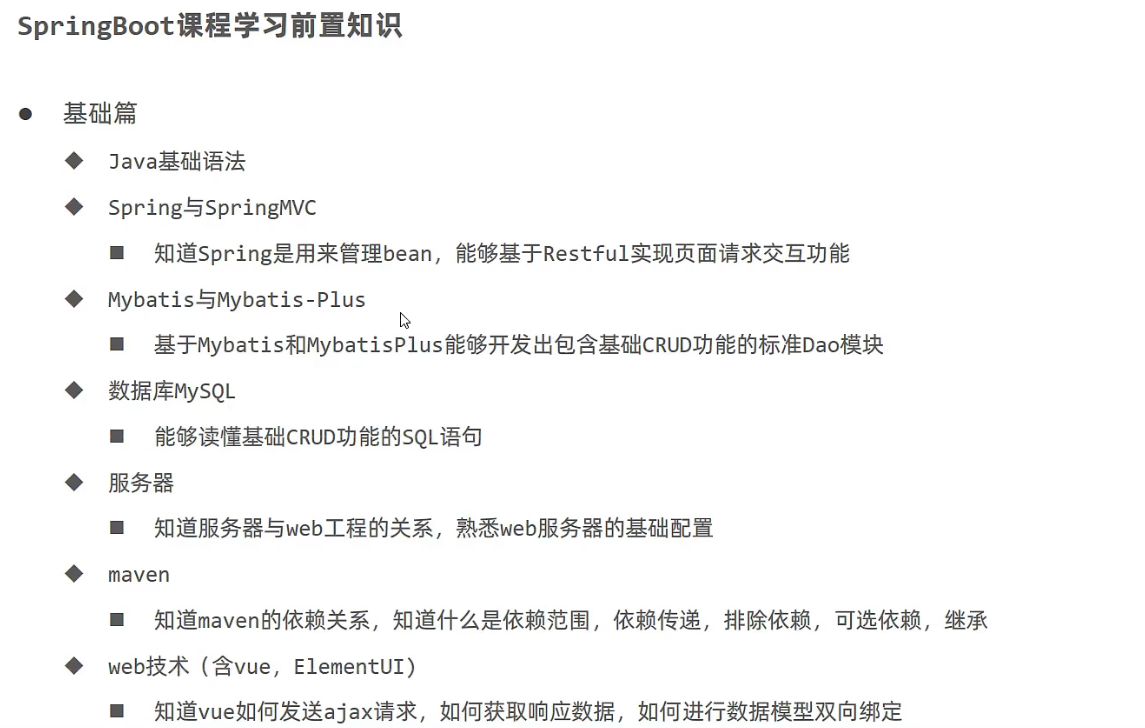 SpringBoot课程学习前置知识
基础篇
Java基础语法
Spring与SpringMVC
知道Spring是用来管理bean，能够基于Restful实现页面请求交互功能
Mybatis与Mybatis-Plus
基于Mybatis和MybatisPlus能够开发出包含基础CRUD功能的标准Dao模块
数据库MySQL
能够读懂基础CRUD功能的SQL语句
服务器
知道服务器与web工程的关系，熟悉web服务器的基础配置
maven
知道maven的依赖关系，知道什么是依赖范围，依赖传递，排除依赖，可选依赖，继承
web技术（含vue，ElementUI）
知道vue如何发送ajax请求，如何获取响应数据，如何进行数据模型双向绑定